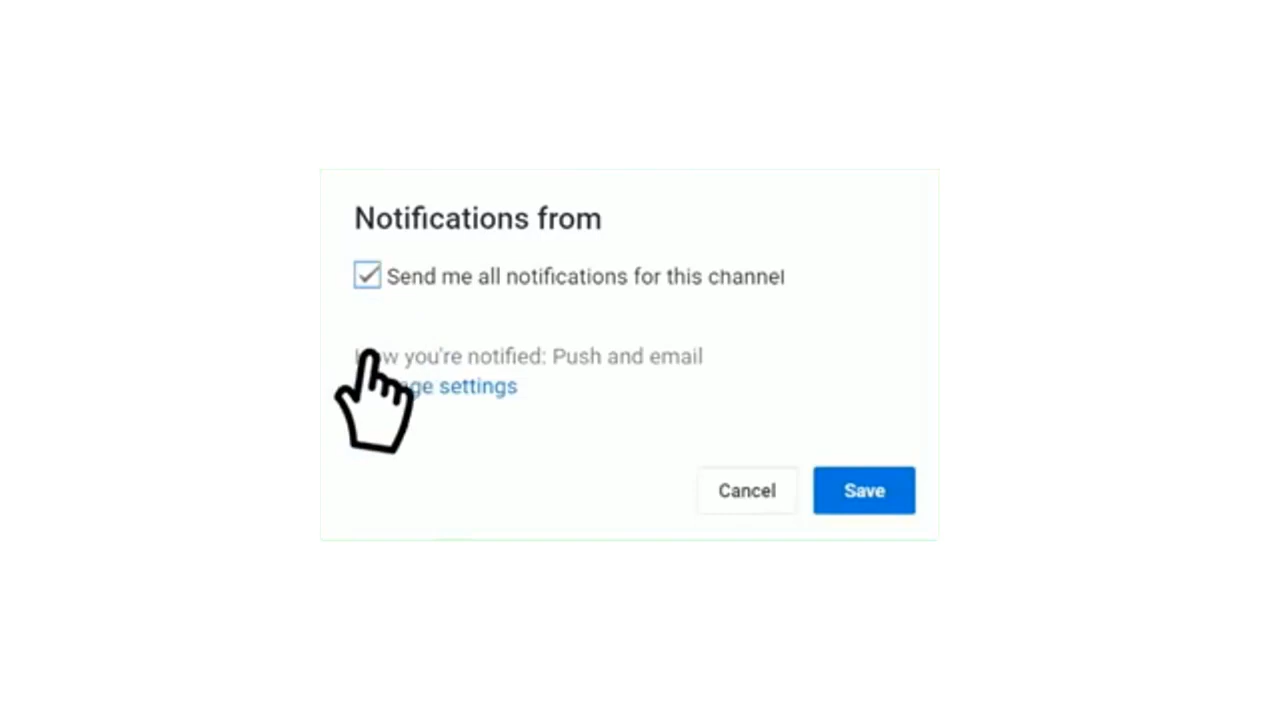 Notifications from
Send me all notifications for this channel
you're notified: Push and email
settings
Cancel
Save